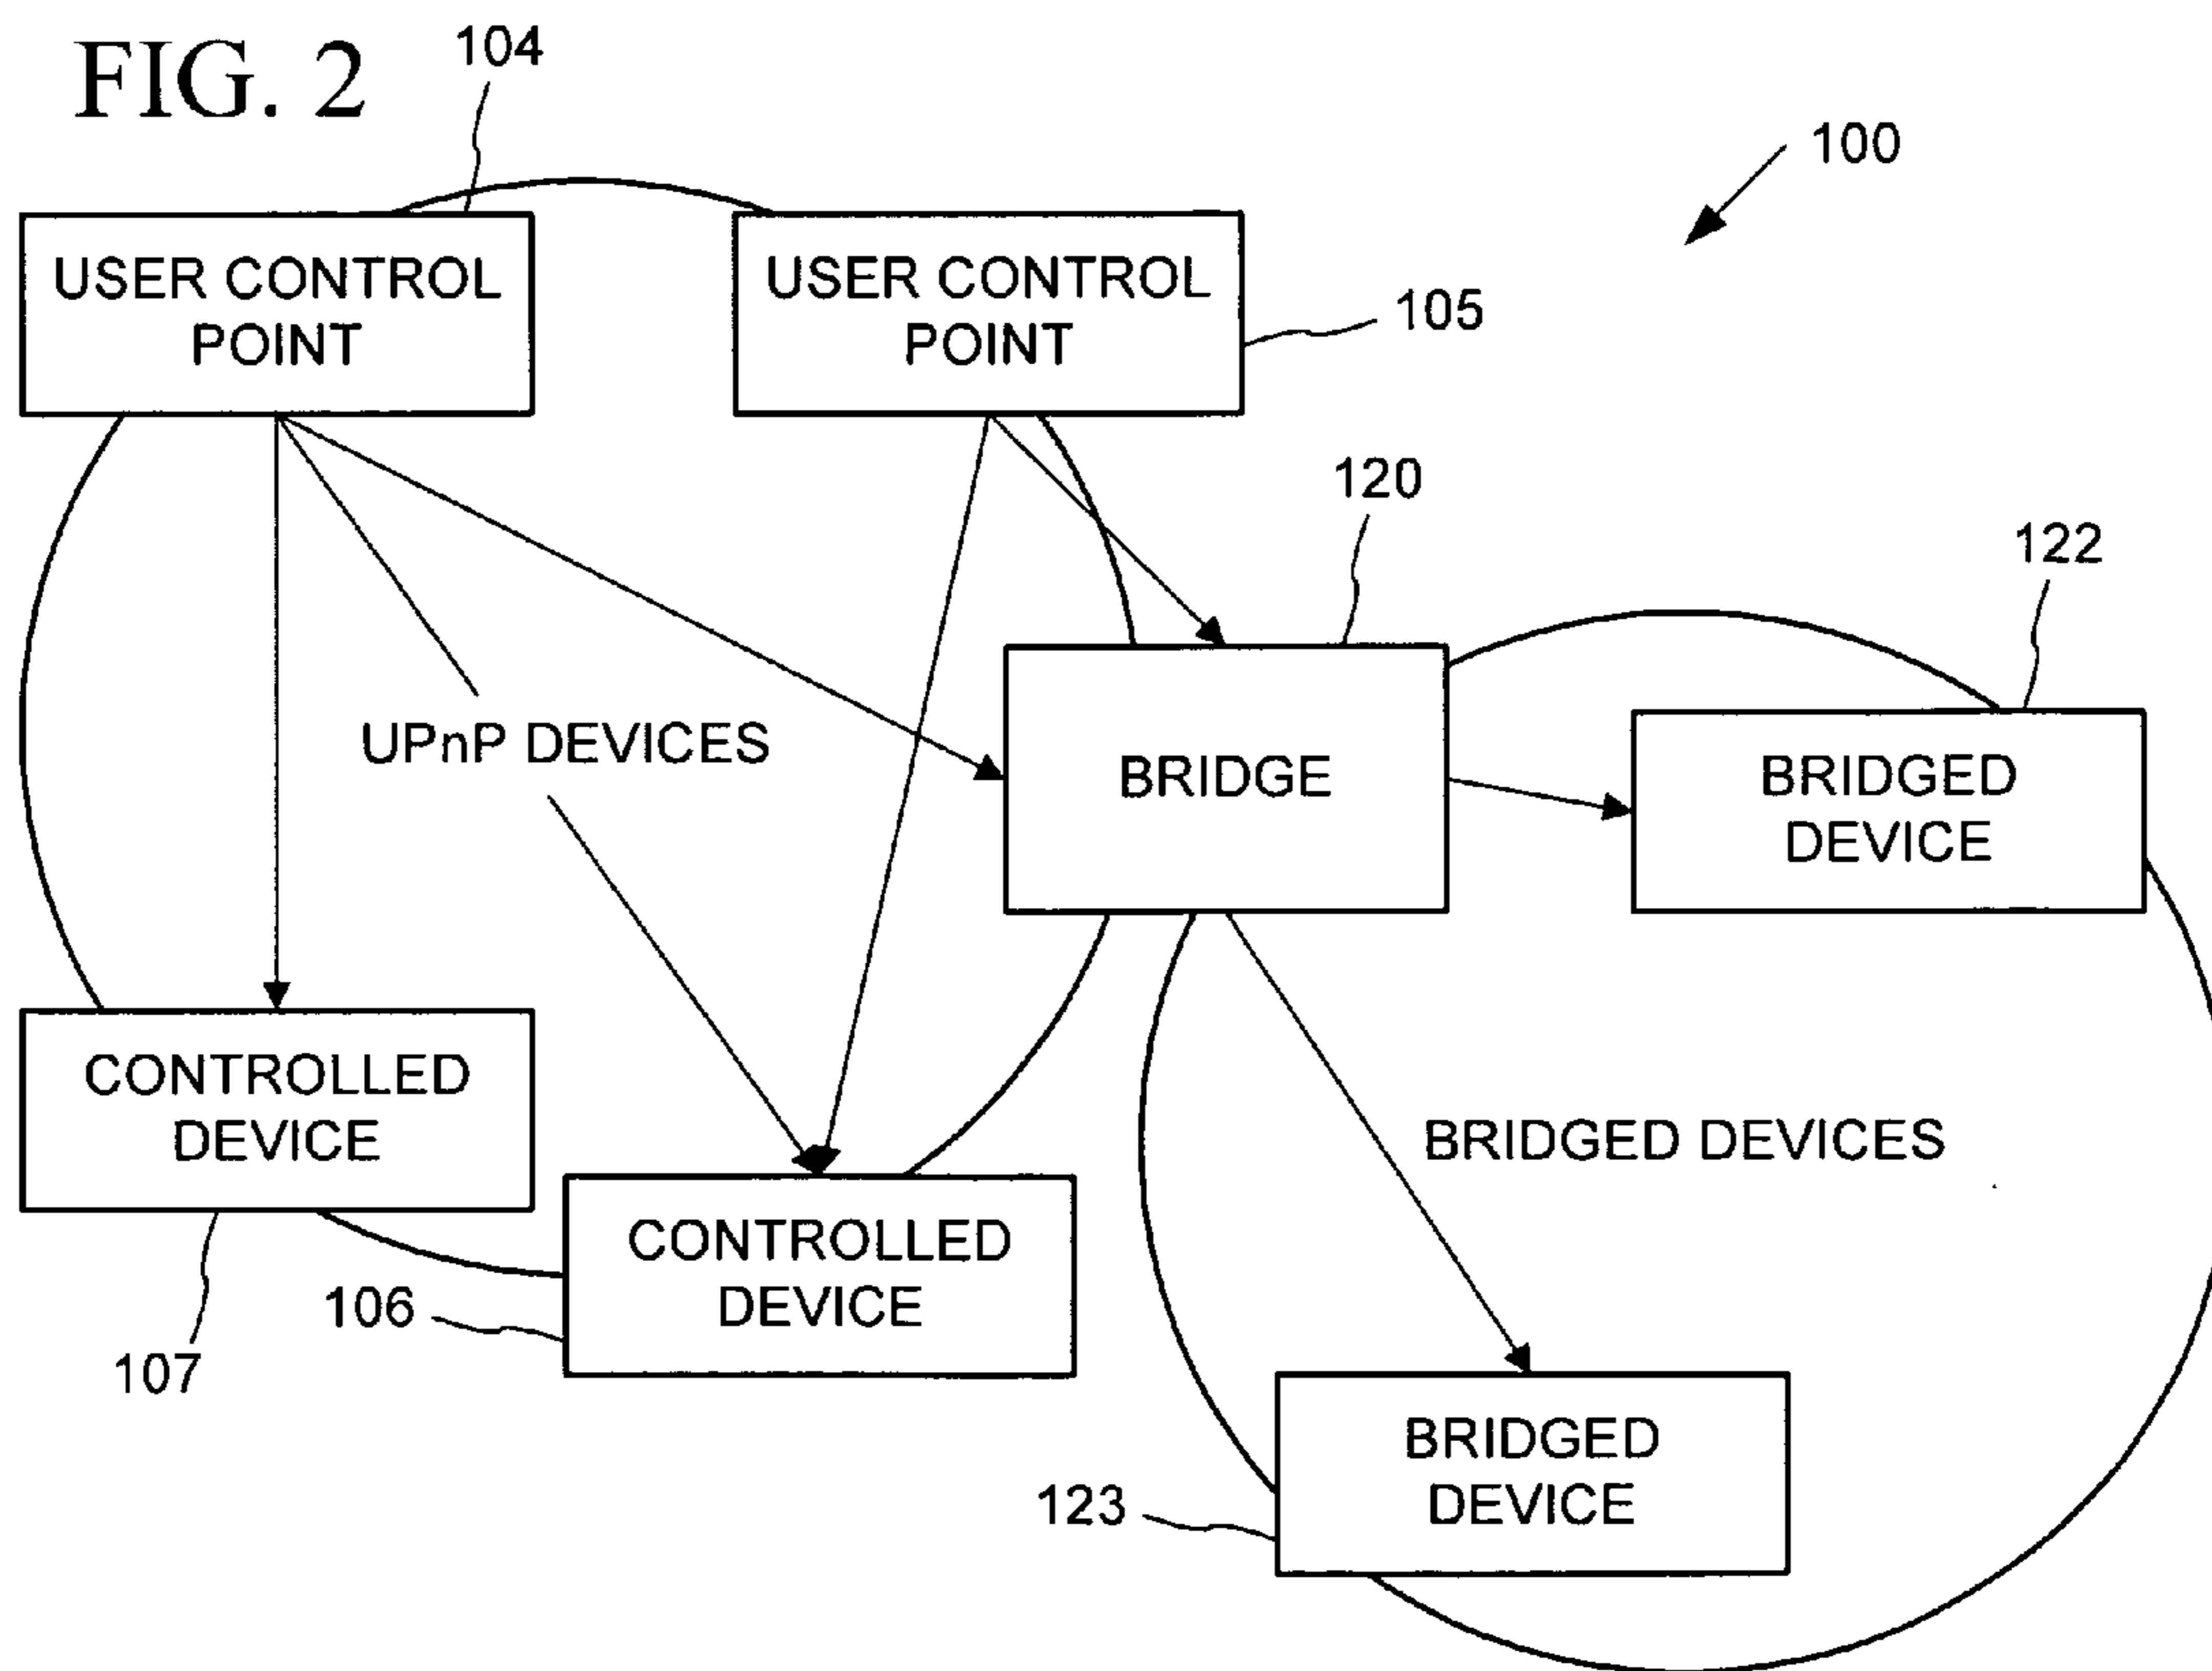 FIG. 2
104
100
USER CONTROL
POINT
USER CONTROL
POINT
105
120
122
UPnP DEVICES
BRIDGE
BRIDGED
DEVICE
CONTROLLED
DEVICE
BRIDGED DEVICES
CONTROLLED
DEVICE
106
107
BRIDGED
DEVICE
123